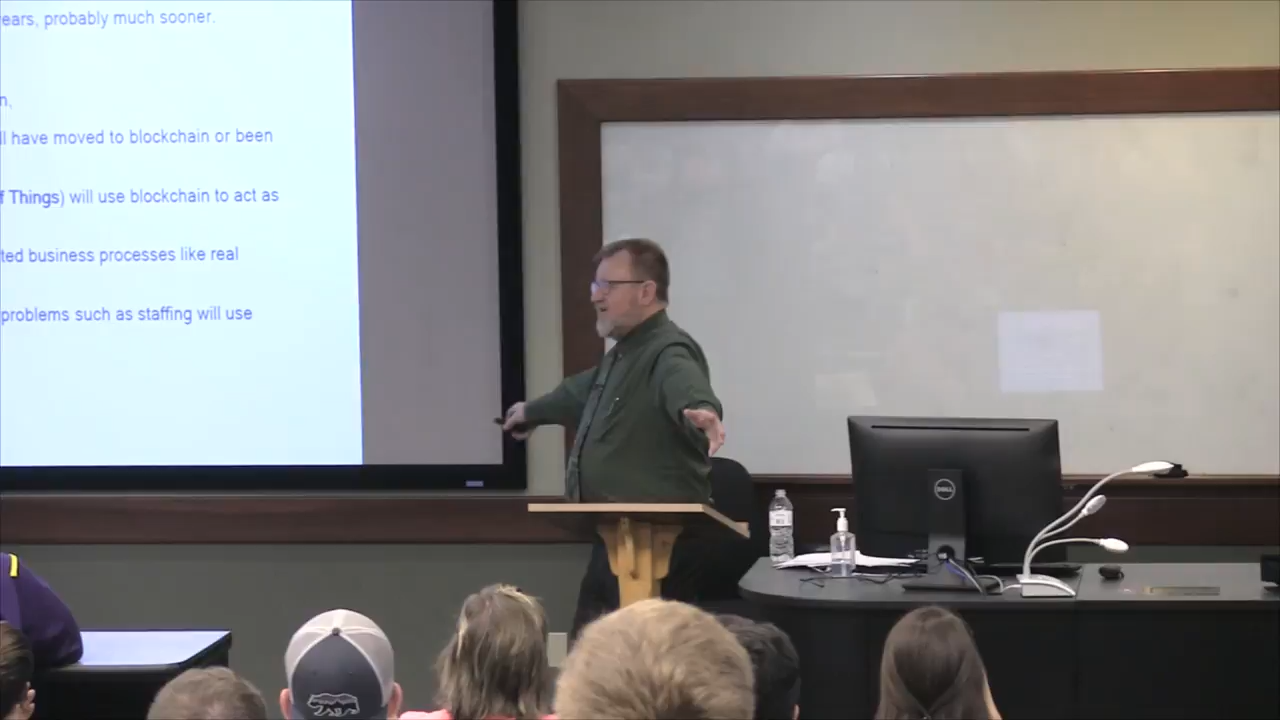 ears, probably much sooner.
n,
ll have moved to blockchain or been
f Things) will use blockchain to act as
ted business processes like real
problems such as staffing will use
DELL